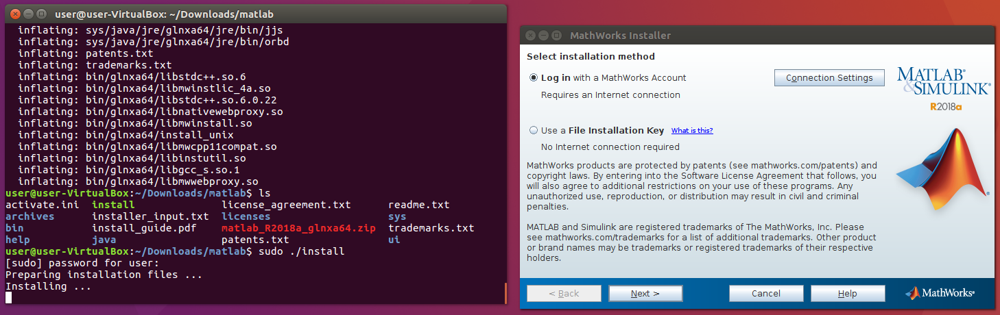 user@user-VirtualBox: ~/Downloads/matlab
inflating: sys/java/jre/glnxa64/jre/bin/jjs
inflating: sys/java/jre/glnxa64/jre/bin/orbd
inflating: patents.txt
inflating: trademarks.txt
inflating: bin/glnxa64/libstdc++.so.6
inflating: bin/glnxa64/libmwinstlic_4a.so
inflating: bin/glnxa64/libstdc++.so.6.0.22
inflating: bin/glnxa64/libnativewebproxy.so
inflating: bin/glnxa64/libmwinstall.so
inflating: bin/glnxa64/install_unix
inflating: bin/glnxa64/libmwcpp11compat.so
inflating: bin/glnxa64/libinstutil.so
inflating: bin/glnxa64/libgcc_s.so.1
inflating: bin/glnxa64/libmwwebproxy.so
user@user-VirtualBox:~/Downloads/matlab$ ls
activate.ini install license_agreement.txt readme.txt
archives installer_input.txt licenses sys
bin install_guide.pdf matlab_R2018a_glnxa64.zip trademarks.txt
help java patents.txt ui
user@user-VirtualBox:~/Downloads/matlab$ sudo ./install
[sudo] password for user:
Preparing installation files ...
Installing ...
MathWorks Installer
Select installation method
Log in with a MathWorks Account
Requires an Internet connection
Connection Settings
MATLAB®
&SIMULINK®
R2018a
Use a File Installation Key What is this?
No Internet connection required
MathWorks products are protected by patents (see mathworks.com/patents) and
copyright laws. By entering into the Software License Agreement that follows, you
will also agree to additional restrictions on your use of these programs. Any
unauthorized use, reproduction, or distribution may result in civil and criminal
penalties.
MATLAB and Simulink are registered trademarks of The MathWorks, Inc. Please
see mathworks.com/trademarks for a list of additional trademarks. Other product
or brand names may be trademarks or registered trademarks of their respective
holders.
< Back Next > Cancel Help MathWorks®